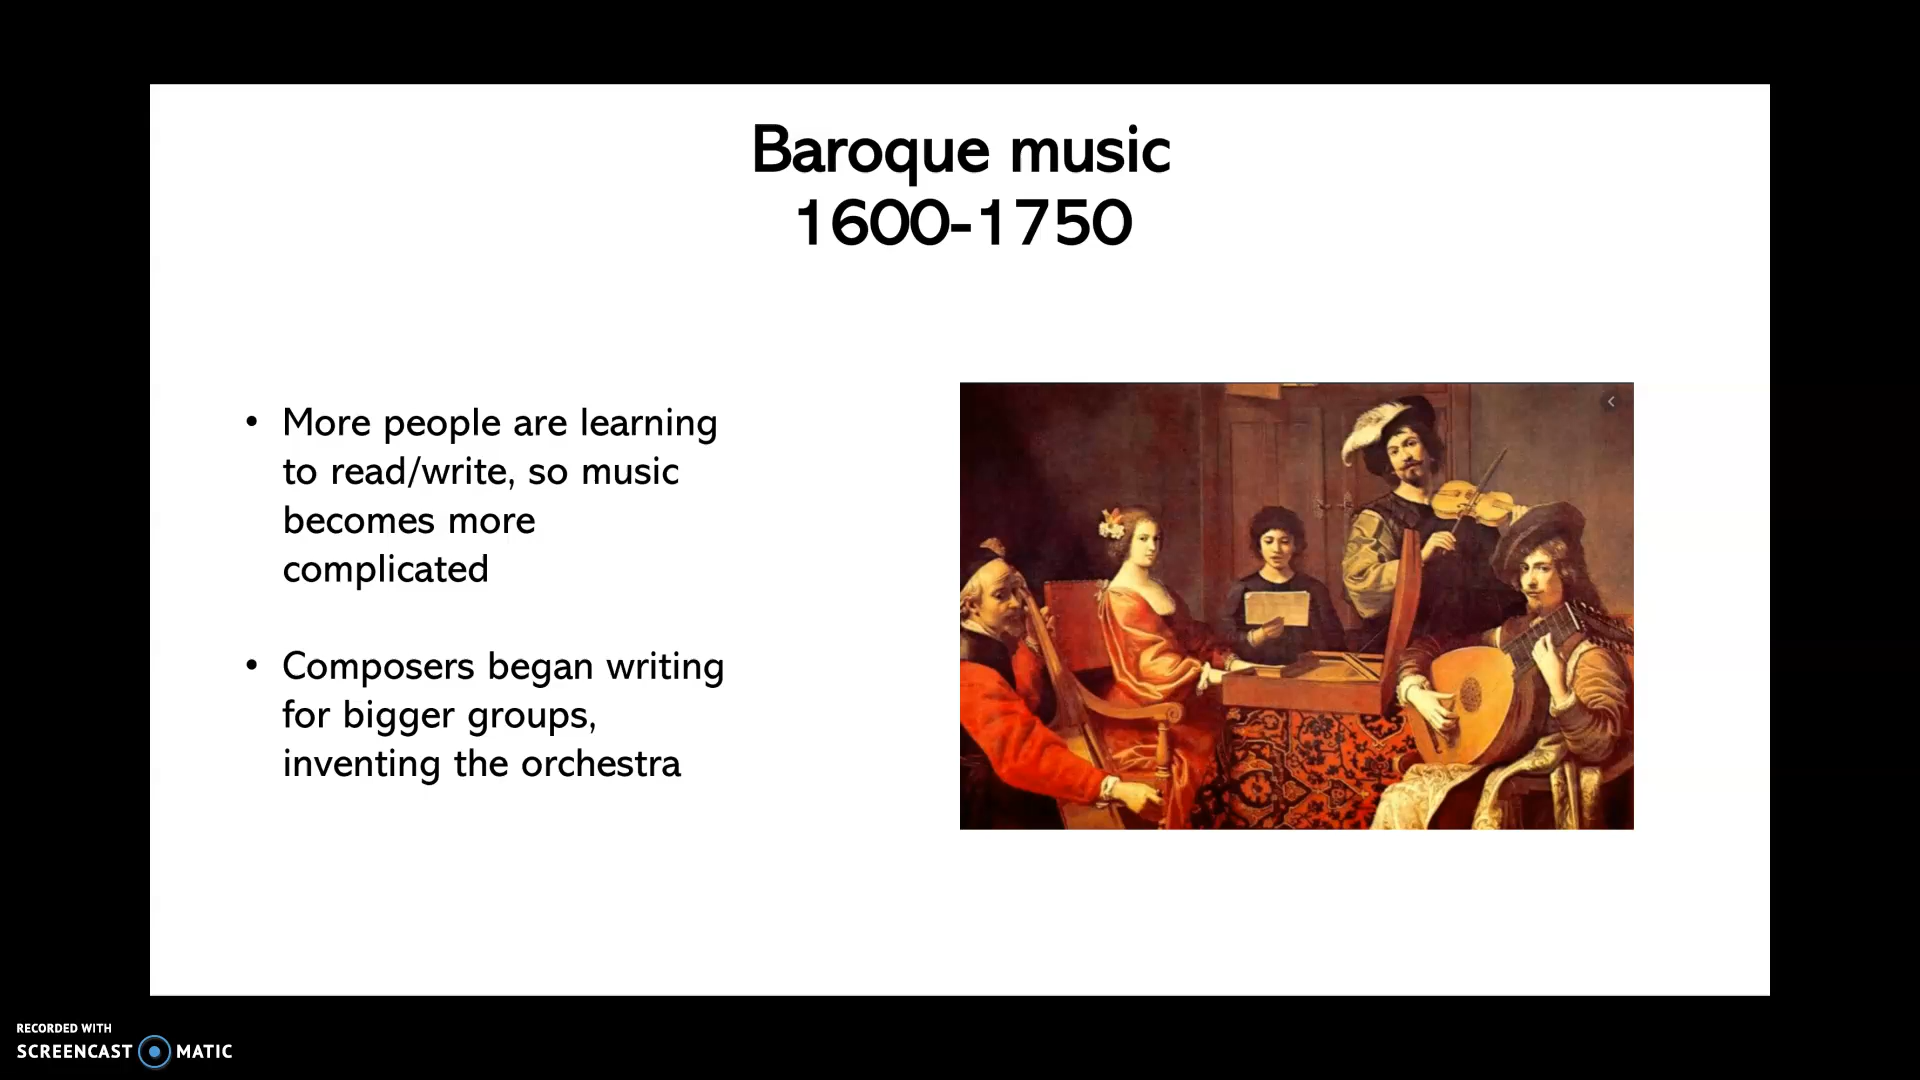 Baroque music
1600-1750
• More people are learning
to read/write, so music
becomes more
complicated
• Composers began writing
for bigger groups,
inventing the orchestra
RECORDED WITH
SCREENCAST MATIC